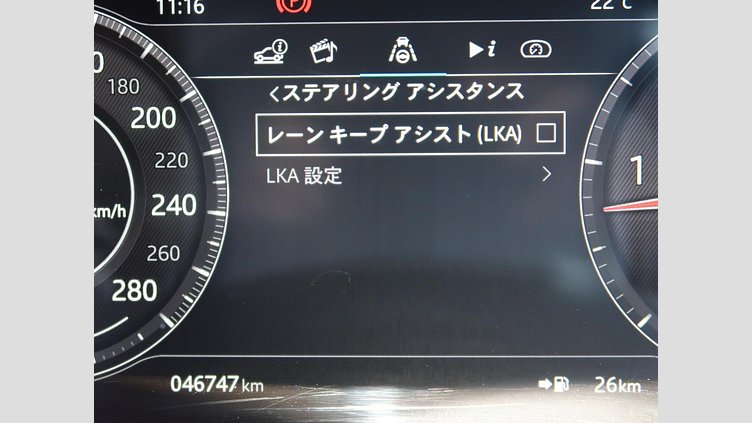 11:16
22°C
ステアリング アシスタンス
レーン キープ アシスト (LKA)
LKA 設定
180
200
220
km/h
240
260
280
1
046747 km
26km